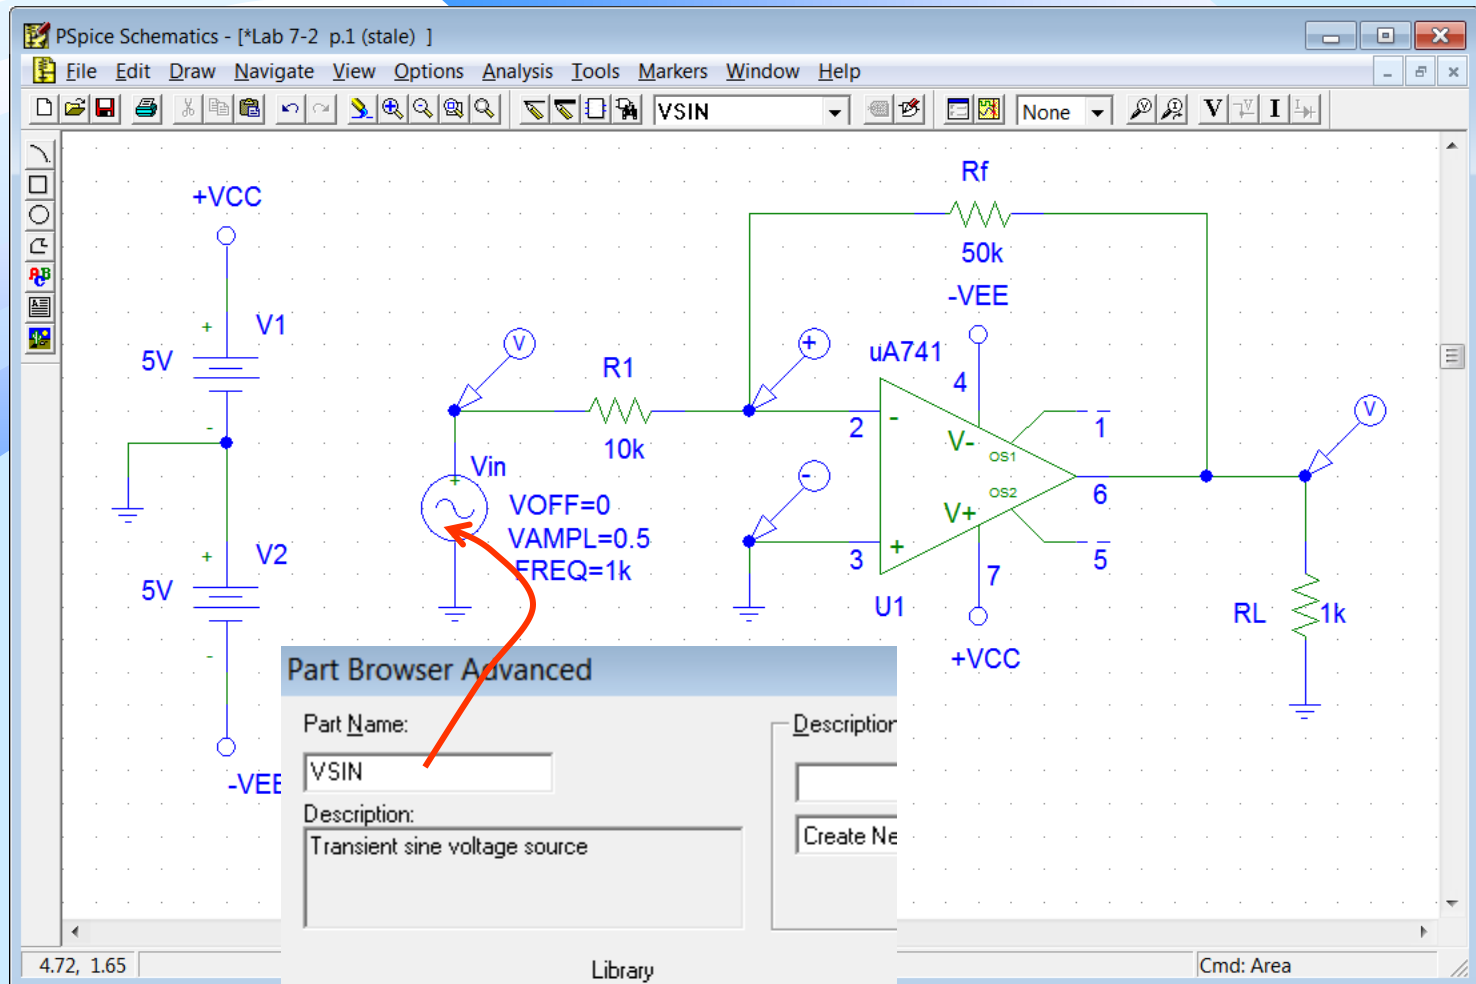 PSpice Schematics - [*Lab 7-2 p.1 (stale) ]
File Edit Draw Navigate View Options Analysis Tools Markers Window Help
VSIN
None
V
I
ABC
+VCC
+
V1
5V
-
+
V2
5V
-
-VEE
V
R1
10k
Vin
+
VOFF=0
VAMPL=0.5
FREQ=1k
+
-
Rf
50k
-VEE
uA741
4
2
-
V-
OS1
1
6
OS2
V+
3
+
5
7
U1
+VCC
V
RL
1k
Part Browser Advanced
Part Name:
VSIN
Description:
Transient sine voltage source
Description
Create Ne
Library
4.72, 1.65
Cmd: Area